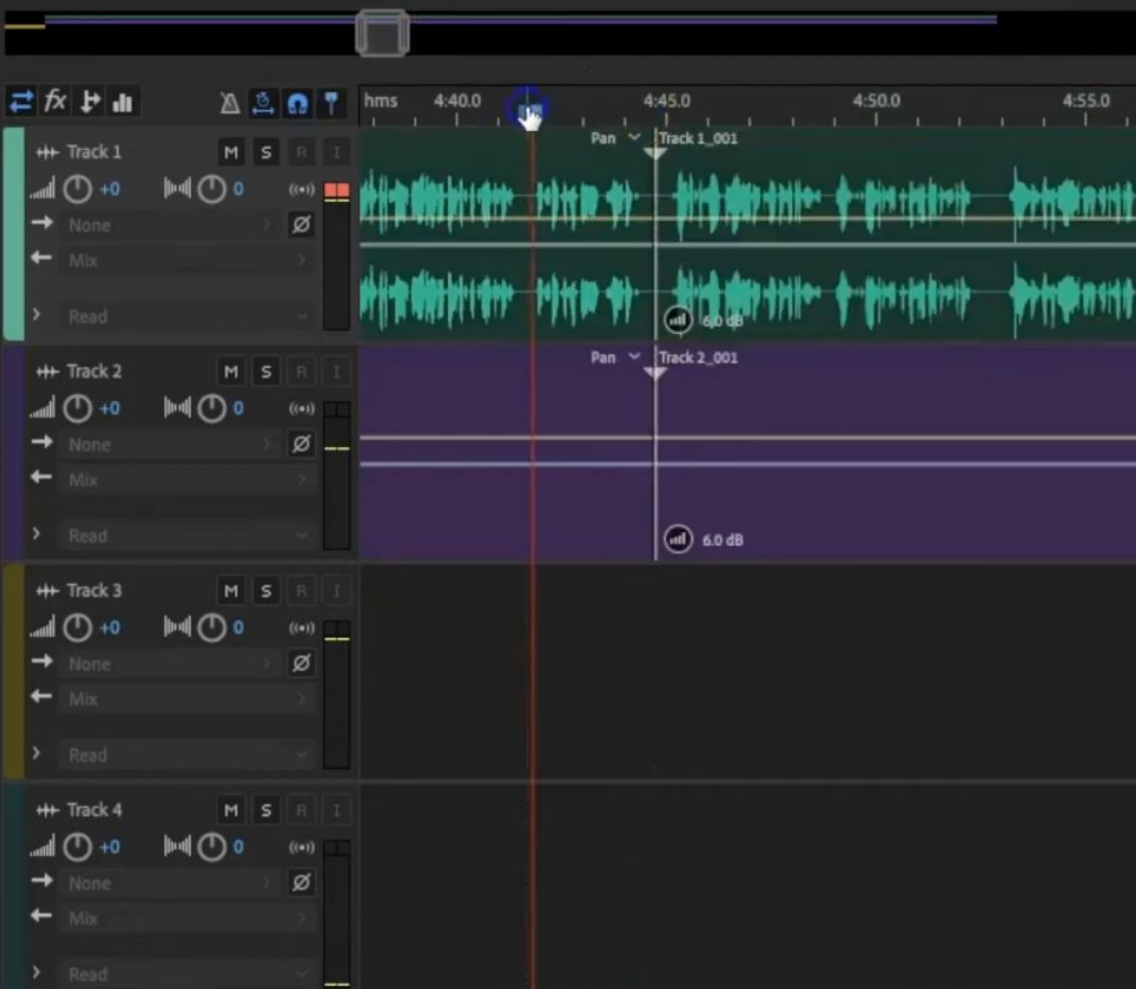 fx hms 4:40.0 4:45.0 4:50.0 4:55.0
Track 1 M S R I Pan Track 1_001
+0 0
None Ø
Mix
6.0 dB
Read
Track 2 M S R I Pan Track 2_001
+0 0
None Ø
Mix
6.0 dB
Read
Track 3 M S R I
+0 0
None Ø
Mix
Read
Track 4 M S R I
+0 0
None Ø
Mix
Read